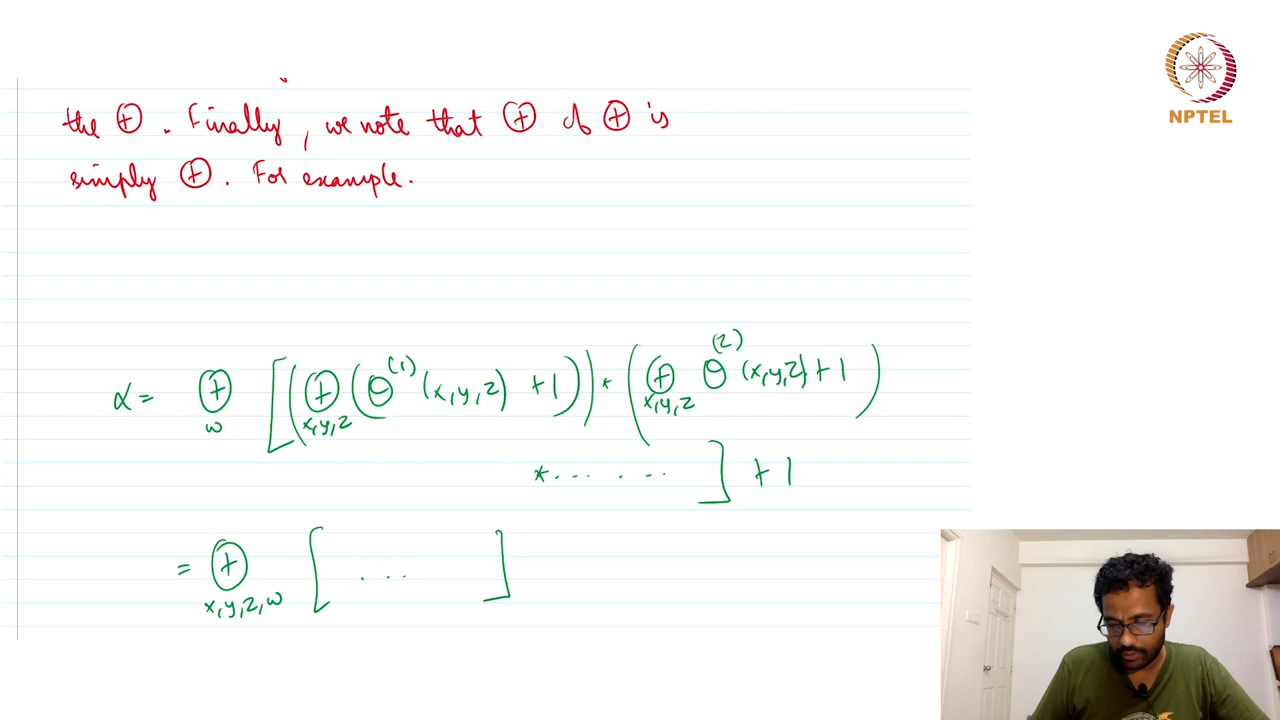 NPTEL
the ⊕. Finally, we note that ⊕ of ⊕ is
simply ⊕. For example.
α = ⊕_w [(⊕_{x,y,z} (Θ^{(1)} (x,y,z) + 1)) * (⊕_{x,y,z} Θ^{(2)} (x,y,z) + 1)
* ... ... ] + 1
= ⊕_{x,y,z,w} [ ... ]